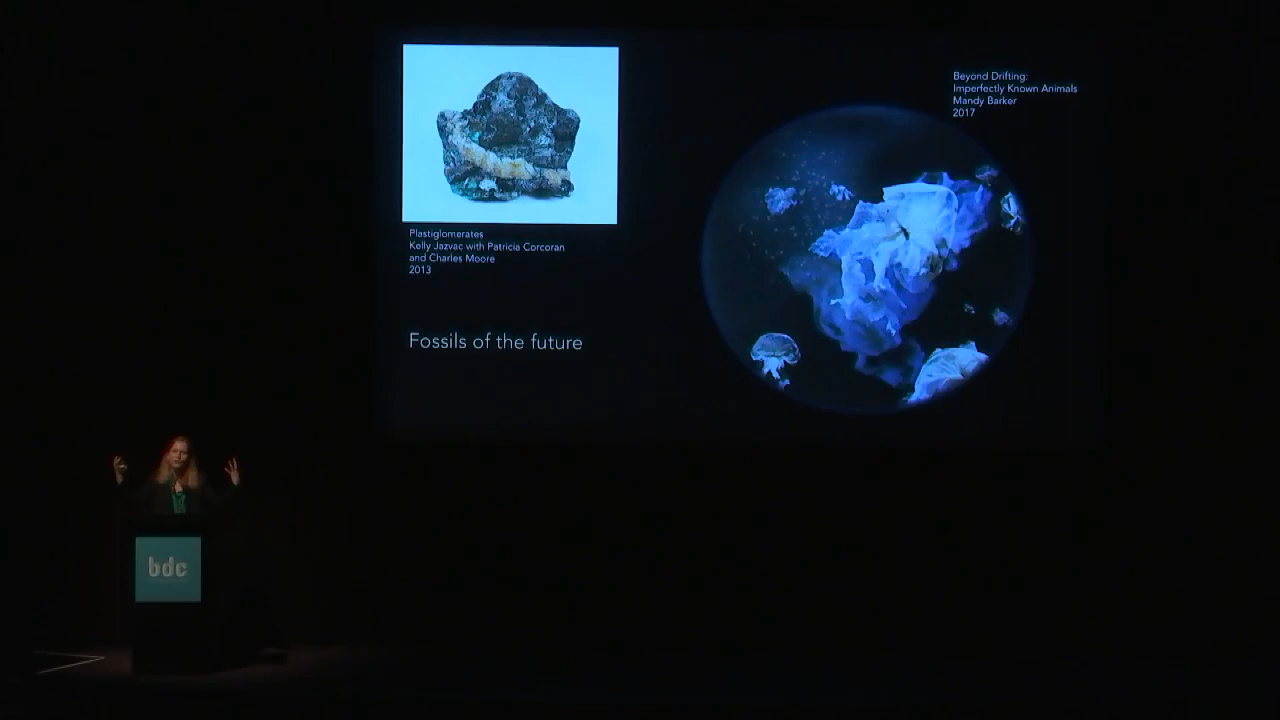 Beyond Drifting:
Imperfectly Known Animals
Mandy Barker
2017
Plastiglomerates
Kelly Jazvac with Patricia Corcoran
and Charles Moore
2013
Fossils of the future
bdc